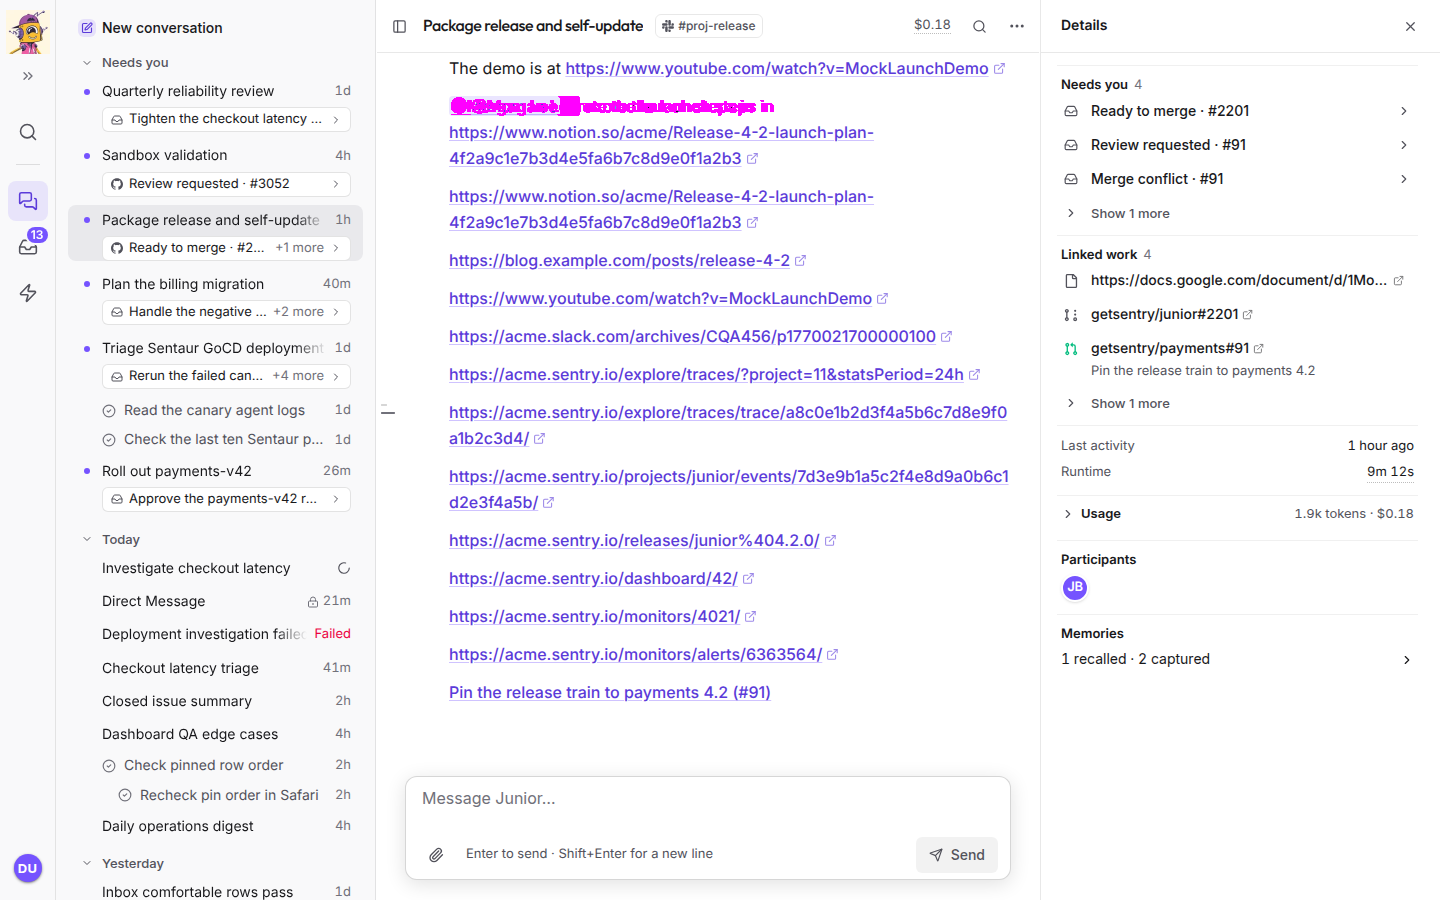 New conversation
Needs you
Quarterly reliability review 1d
Tighten the checkout latency ...
Sandbox validation 4h
Review requested · #3052
Package release and self-update 1h
Ready to merge · #2... +1 more
Plan the billing migration 40m
Handle the negative ... +2 more
Triage Sentaur GoCD deployment 1d
Rerun the failed can... +4 more
Read the canary agent logs 1d
Check the last ten Sentaur p... 1d
Roll out payments-v42 26m
Approve the payments-v42 r...
Today
Investigate checkout latency
Direct Message 21m
Deployment investigation failed Failed
Checkout latency triage 41m
Closed issue summary 2h
Dashboard QA edge cases 4h
Check pinned row order 2h
Recheck pin order in Safari 2h
Daily operations digest 4h
Yesterday
Inbox comfortable rows pass 1d
13
DU
Package release and self-update #proj-release $0.18
The demo is at https://www.youtube.com/watch?v=MockLaunchDemo
in
https://www.notion.so/acme/Release-4-2-launch-plan-
4f2a9c1e7b3d4e5fa6b7c8d9e0f1a2b3
https://www.notion.so/acme/Release-4-2-launch-plan-
4f2a9c1e7b3d4e5fa6b7c8d9e0f1a2b3
https://blog.example.com/posts/release-4-2
https://www.youtube.com/watch?v=MockLaunchDemo
https://acme.slack.com/archives/CQA456/p1770021700000100
https://acme.sentry.io/explore/traces/?project=11&statsPeriod=24h
https://acme.sentry.io/explore/traces/trace/a8c0e1b2d3f4a5b6c7d8e9f0
a1b2c3d4/
https://acme.sentry.io/projects/junior/events/7d3e9b1a5c2f4e8d9a0b6c1
d2e3f4a5b/
https://acme.sentry.io/releases/junior%404.2.0/
https://acme.sentry.io/dashboard/42/
https://acme.sentry.io/monitors/4021/
https://acme.sentry.io/monitors/alerts/6363564/
Pin the release train to payments 4.2 (#91)
Message Junior...
Enter to send · Shift+Enter for a new line
Send
Details
Needs you 4
Ready to merge · #2201
Review requested · #91
Merge conflict · #91
Show 1 more
Linked work 4
https://docs.google.com/document/d/1Mo...
getsentry/junior#2201
getsentry/payments#91
Pin the release train to payments 4.2
Show 1 more
Last activity 1 hour ago
Runtime 9m 12s
Usage 1.9k tokens · $0.18
Participants
JB
Memories
1 recalled · 2 captured